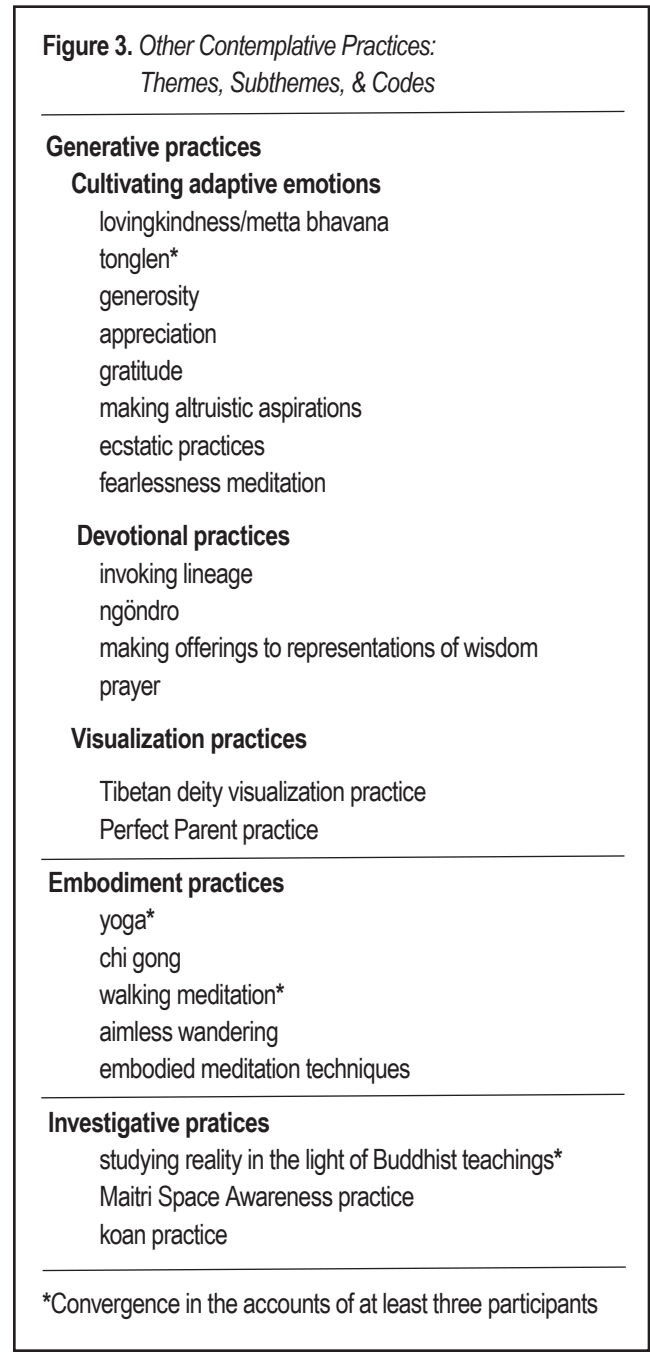 Figure 3. Other Contemplative Practices:
Themes, Subthemes, & Codes
Generative practices
Cultivating adaptive emotions
lovingkindness/metta bhavana
tonglen*
generosity
appreciation
gratitude
making altruistic aspirations
ecstatic practices
fearlessness meditation
Devotional practices
invoking lineage
ngöndro
making offerings to representations of wisdom
prayer
Visualization practices
Tibetan deity visualization practice
Perfect Parent practice
Embodiment practices
yoga*
chi gong
walking meditation*
aimless wandering
embodied meditation techniques
Investigative pratices
studying reality in the light of Buddhist teachings*
Maitri Space Awareness practice
koan practice
*Convergence in the accounts of at least three participants